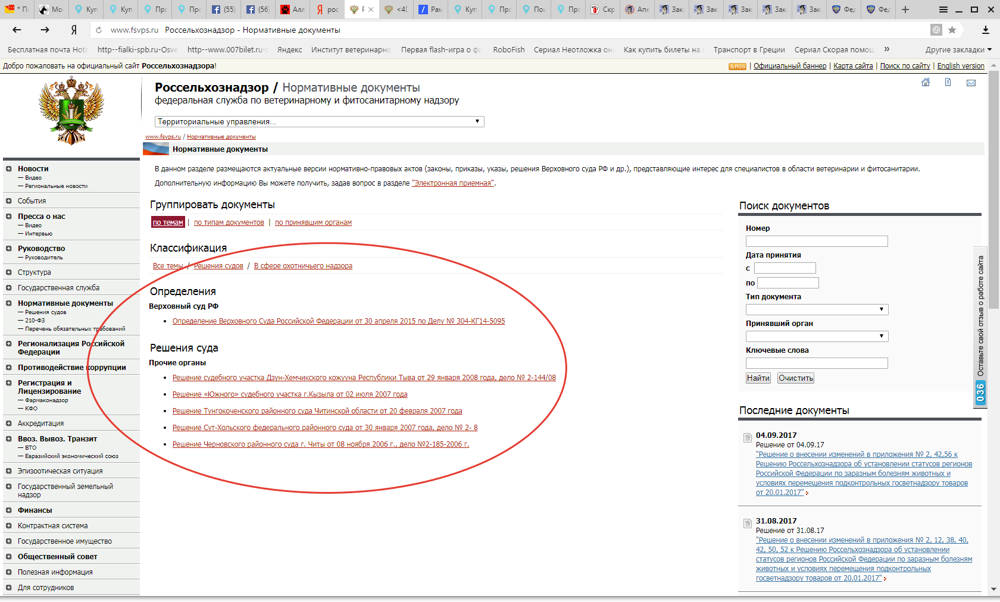 * П
Мо
Куп
Куп
Про
Про
(55)
(56)
Алл
рос
Р
<4D
Рам
Куп
Про
Пои
Про
Скр
Апе
Зак
Зак
Зак
Зака
Зак
Фед
Фед
www.fsvps.ru Россельхознадзор - Нормативные документы
Бесплатная почта Hotr
http--fialki-spb.ru-Osve
http--www.007bilet.ru-z
Яндекс
Институт ветеринарно
Первая flash-игра о фи
RoboFish
Сериал Неотложка он
Как купить билеты на
Транспорт в Греции
Сериал Скорая помощ
»
Другие закладки
Добро пожаловать на официальный сайт Россельхознадзора!
RSS | Официальный баннер | Карта сайта | Поиск по сайту | English version
Россельхознадзор / Нормативные документы
федеральная служба по ветеринарному и фитосанитарному надзору
Территориальные управления...
www.fsvps.ru / Нормативные документы
Нормативные документы
Новости
— Видео
— Региональные новости
События
Пресса о нас
— Видео
— Интервью
Руководство
— Руководитель
Структура
Государственная служба
Нормативные документы
— Решения судов
— 210-ФЗ
— Перечень обязательных требований
Регионализация Российской
Федерации
Противодействие коррупции
Регистрация и
Лицензирование
— Фармаконадзор
— КФО
Аккредитация
Ввоз. Вывоз. Транзит
— ВТО
— Евразийский экономический союз
Эпизоотическая ситуация
Государственный земельный
надзор
Финансы
Контрактная система
Государственное имущество
Общественный совет
Полезная информация
Для сотрудников
В данном разделе размещаются актуальные версии нормативно-правовых актов (законы, приказы, указы, решения Верховного суда РФ и др.), представляющие интерес для специалистов в области ветеринарии и фитосанитарии.
Дополнительную информацию Вы можете получить, задав вопрос в разделе "Электронная приемная".
Группировать документы
по темам | по типам документов | по принявшим органам
Классификация
Все темы / Решения судов / В сфере охотничьего надзора
Определения
Верховный суд РФ
• Определение Верховного Суда Российской Федерации от 30 апреля 2015 по Делу № 304-КГ14-5095
Решения суда
Прочие органы
• Решение судебного участка Дзун-Хемчикского кожууна Республики Тыва от 29 января 2008 года, дело № 2-144/08
• Решение «Южного» судебного участка г.Кызыла от 02 июля 2007 года
• Решение Тунгокоченского районного суда Читинской области от 20 февраля 2007 года
• Решение Сут-Хольского федерального районного суда от 30 января 2007 года, дело № 2- 8
• Решение Черновского районного суда г. Читы от 08 ноября 2006 г., дело №2-185-2006 г.
Поиск документов
Номер
Дата принятия
с
по
Тип документа
Принявший орган
Ключевые слова
Найти Очистить
Последние документы
04.09.2017
Решение от 04.09.17
"Решение о внесении изменений в приложения № 2, 42,56 к
Решению Россельхознадзора об установлении статусов регионов
Российской Федерации по заразным болезням животных и
условиях перемещения подконтрольных госветнадзору товаров
от 20.01.2017"
31.08.2017
Решение от 31.08.17
"Решение о внесении изменений в приложения № 2, 12, 38, 40,
42, 50, 52 к Решению Россельхознадзора об установлении
статусов регионов Российской Федерации по заразным болезням
животных и условиях перемещения подконтрольных
госветнадзору товаров от 20.01.2017"
Оставьте свой отзыв о работе сайта
036